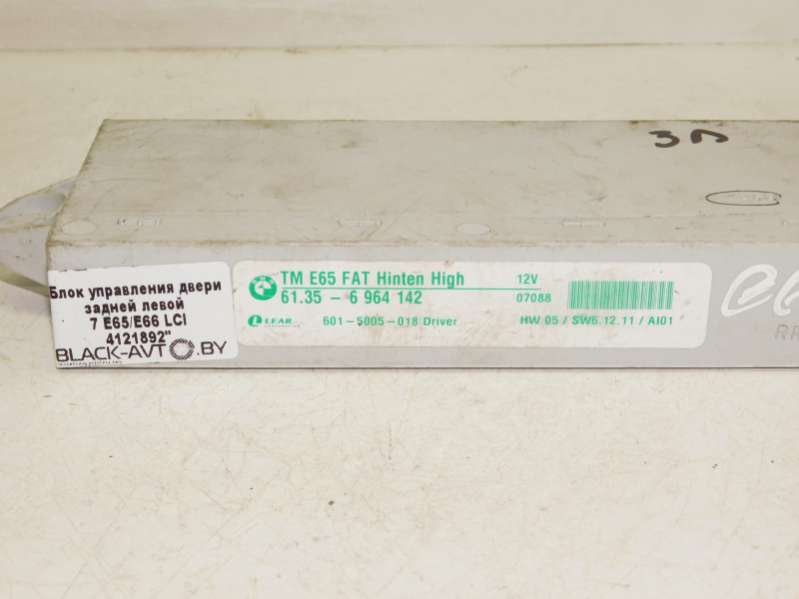 ЗЛ
Блок управления двери
задней левой
7 E65/E66 LCI
4121892"
BLACK-AVTO.BY
TM E65 FAT Hinten High 12V
61.35 - 6 964 142 07088
LEAR 601-5005-018 Driver HW 05 / SW6.12.11 / AI01